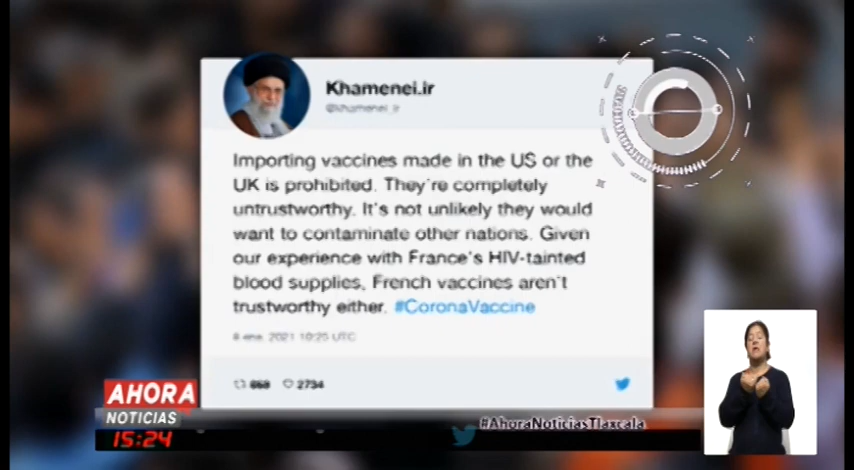 Khamenei.ir
@khamenei_ir
Importing vaccines made in the US or the
UK is prohibited. They're completely
untrustworthy. It's not unlikely they would
want to contaminate other nations. Given
our experience with France's HIV-tainted
blood supplies, French vaccines aren't
trustworthy either. #CoronaVaccine
8 ene. 2021 10:25 UTC
668 2734
AHORA
NOTICIAS
15:24
#AhoraNoticiasTlaxcala